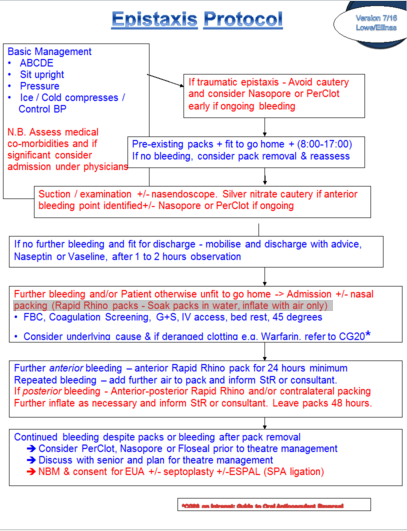 Epistaxis Protocol
Version 7/16
Lowe/Ellinas
Basic Management
• ABCDE
• Sit upright
• Pressure
• Ice / Cold compresses /
Control BP
N.B. Assess medical
co-morbidities and if
significant consider
admission under physicians
If traumatic epistaxis - Avoid cautery
and consider Nasopore or PerClot
early if ongoing bleeding
Pre-existing packs + fit to go home + (8:00-17:00)
If no bleeding, consider pack removal & reassess
Suction / examination +/- nasendoscope. Silver nitrate cautery if anterior
bleeding point identified+/- Nasopore or PerClot if ongoing
If no further bleeding and fit for discharge - mobilise and discharge with advice,
Naseptin or Vaseline, after 1 to 2 hours observation
Further bleeding and/or Patient otherwise unfit to go home -> Admission +/- nasal
packing (Rapid Rhino packs - Soak packs in water, inflate with air only)
• FBC, Coagulation Screening, G+S, IV access, bed rest, 45 degrees
• Consider underlying cause & if deranged clotting e.g. Warfarin, refer to CG20*
Further anterior bleeding – anterior Rapid Rhino pack for 24 hours minimum
Repeated bleeding – add further air to pack and inform StR or consultant.
If posterior bleeding - Anterior-posterior Rapid Rhino and/or contralateral packing
Further inflate as necessary and inform StR or consultant. Leave packs 48 hours.
Continued bleeding despite packs or bleeding after pack removal
➔ Consider PerClot, Nasopore or Floseal prior to theatre management
➔ Discuss with senior and plan for theatre management
➔ NBM & consent for EUA +/- septoplasty +/-ESPAL (SPA ligation)
*CG20 on Intranet: Guide to Oral Anticoagulant Reversal